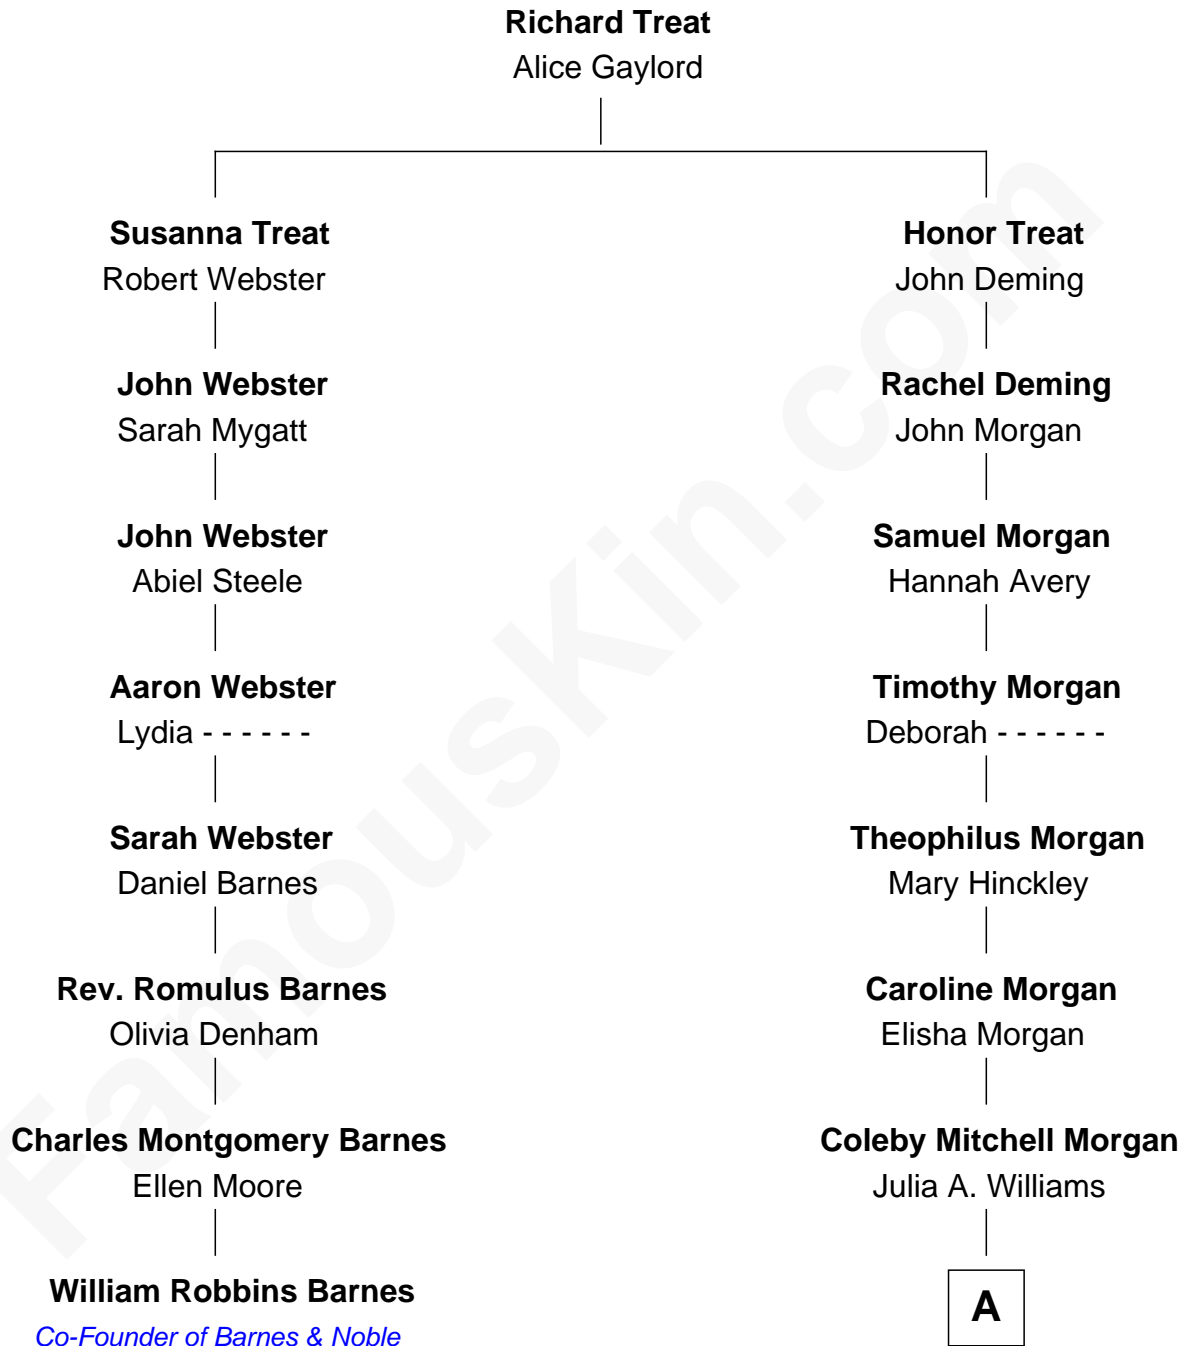 Richard Treat
Alice Gaylord
Susanna Treat
Robert Webster
Honor Treat
John Deming
John Webster
Sarah Mygatt
Rachel Deming
John Morgan
John Webster
Abiel Steele
Samuel Morgan
Hannah Avery
Aaron Webster
Lydia - - - - - -
Timothy Morgan
Deborah - - - - - -
Sarah Webster
Daniel Barnes
Theophilus Morgan
Mary Hinckley
Rev. Romulus Barnes
Olivia Denham
Caroline Morgan
Elisha Morgan
Charles Montgomery Barnes
Ellen Moore
Coleby Mitchell Morgan
Julia A. Williams
William Robbins Barnes
Co-Founder of Barnes & Noble
A
FamousKin.com